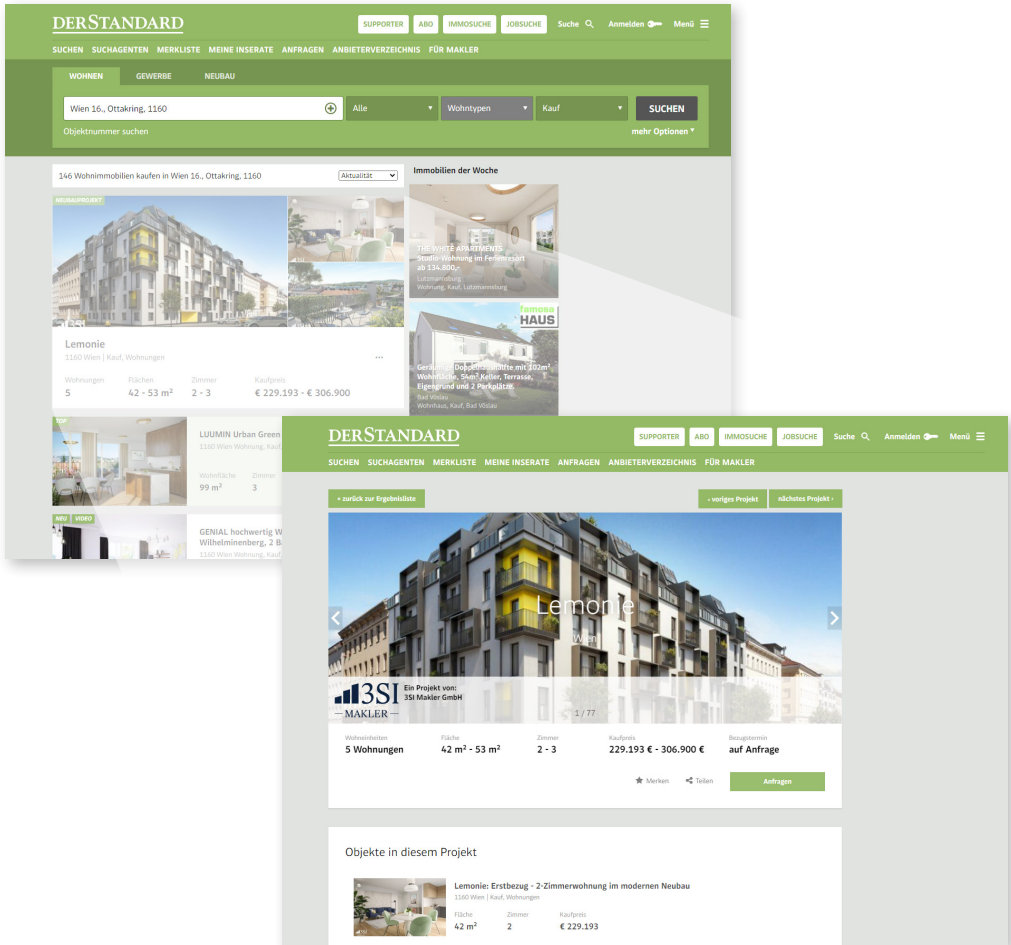 DERSTANDARD
SUPPORTER ABO IMMOSUCHE JOBSUCHE Suche Anmelden Menü
SUCHEN SUCHAGENTEN MERKLISTE MEINE INSERATE ANFRAGEN ANBIETERVERZEICHNIS FÜR MAKLER
WOHNEN GEWERBE NEUBAU
Wien 16., Ottakring, 1160 Alle Wohntypen Kauf SUCHEN
Objektnummer suchen mehr Optionen
146 Wohnimmobilien kaufen in Wien 16., Ottakring, 1160 Aktualität
Immobilien der Woche
NEUBAUPROJEKT
3SI
Lemonie
1160 Wien | Kauf, Wohnungen
...
Wohnungen Flächen Zimmer Kaufpreis
5 42 - 53 m² 2 - 3 € 229.193 - € 306.900
THE WHITE APARTMENTS
Studio-Wohnung im Ferienresort
ab 134.800,-
Lutzmannsburg
Wohnung, Kauf, Lutzmannsburg
famosa
HAUS
Geräumige Doppelhaushälfte mit 102m²
Wohnfläche, 54m² Keller, Terrasse,
Eigengrund und 2 Parkplätze.
Bad Vöslau
Wohnhaus, Kauf, Bad Vöslau
TOP
LUUMIN Urban Green
1160 Wien Wohnung, Kauf,
Wohnfläche Zimmer
99 m² 3
NEU VIDEO
GENIAL hochwertig W
Wilhelminenberg, 2 B
1160 Wien Wohnung, Kauf,
DERSTANDARD
SUPPORTER ABO IMMOSUCHE JOBSUCHE Suche Anmelden Menü
SUCHEN SUCHAGENTEN MERKLISTE MEINE INSERATE ANFRAGEN ANBIETERVERZEICHNIS FÜR MAKLER
‹ zurück zur Ergebnisliste ‹ voriges Projekt nächstes Projekt ›
Lemonie
Wien
3SI
— MAKLER —
Ein Projekt von:
3SI Makler GmbH
1 / 77
Wohneinheiten Fläche Zimmer Kaufpreis Bezugstermin
5 Wohnungen 42 m² - 53 m² 2 - 3 229.193 € - 306.900 € auf Anfrage
Merken Teilen Anfragen
Objekte in diesem Projekt
Lemonie: Erstbezug - 2-Zimmerwohnung im modernen Neubau
1160 Wien | Kauf, Wohnungen
Fläche Zimmer Kaufpreis
42 m² 2 € 229.193